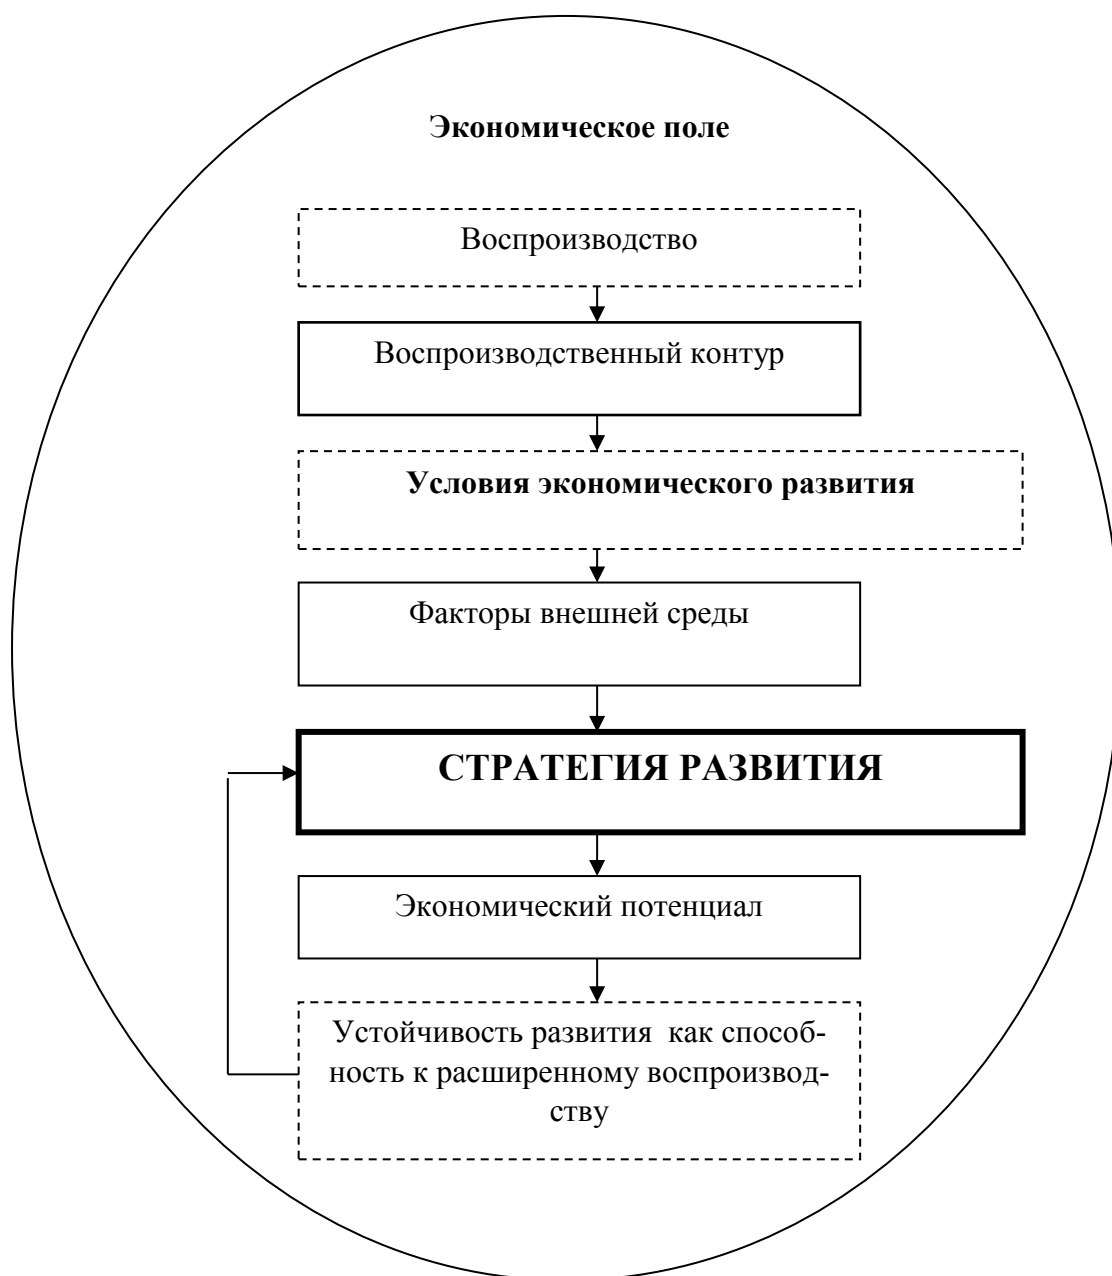 Экономическое поле
Воспроизводство
Воспроизводственный контур
Условия экономического развития
Факторы внешней среды
СТРАТЕГИЯ РАЗВИТИЯ
Экономический потенциал
Устойчивость развития  как способ-
ность к расширенному воспроизвод-
ству